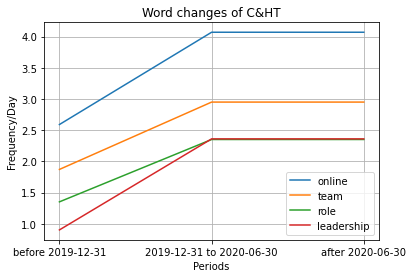 Word changes of C&HT
Frequency/Day
4.0
3.5
3.0
2.5
2.0
1.5
1.0
online
team
role
leadership
before 2019-12-31
2019-12-31 to 2020-06-30
after 2020-06-30
Periods